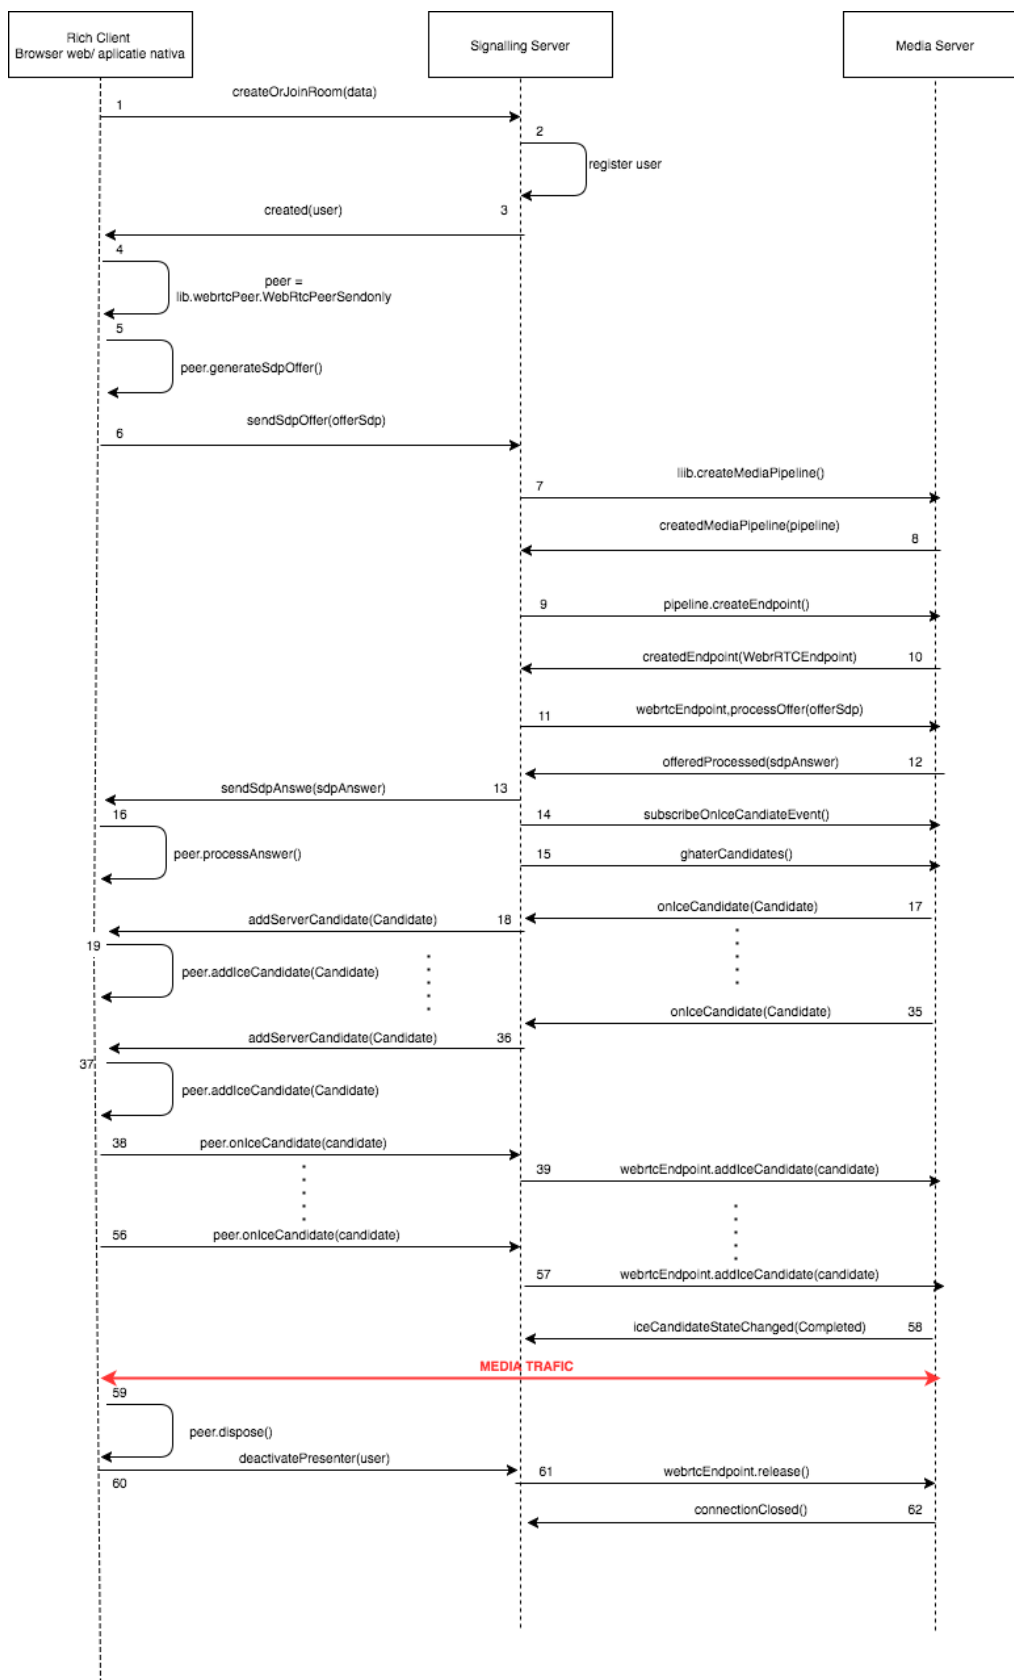 Rich Client
Browser web/ aplicatie nativa
Signalling Server
Media Server
createOrJoinRoom(data)
1
2
register user
created(user)
3
4
peer =
lib.webrtcPeer.WebRtcPeerSendonly
5
peer.generateSdpOffer()
sendSdpOffer(offerSdp)
6
liib.createMediaPipeline()
7
createdMediaPipeline(pipeline)
8
9
pipeline.createEndpoint()
createdEndpoint(WebrRTCEndpoint)
10
11
webrtcEndpoint,processOffer(offerSdp)
offeredProcessed(sdpAnswer)
12
sendSdpAnswe(sdpAnswer)
13
16
14
subscribeOnIceCandiateEvent()
peer.processAnswer()
15
ghaterCandidates()
onIceCandidate(Candidate)
17
addServerCandidate(Candidate)
18
19
peer.addIceCandidate(Candidate)
onIceCandidate(Candidate)
35
addServerCandidate(Candidate)
36
37
peer.addIceCandidate(Candidate)
38
peer.onIceCandidate(candidate)
39
webrtcEndpoint.addIceCandidate(candidate)
56
peer.onIceCandidate(candidate)
57
webrtcEndpoint.addIceCandidate(candidate)
iceCandidateStateChanged(Completed)
58
MEDIA TRAFIC
59
peer.dispose()
deactivatePresenter(user)
60
61
webrtcEndpoint.release()
connectionClosed()
62